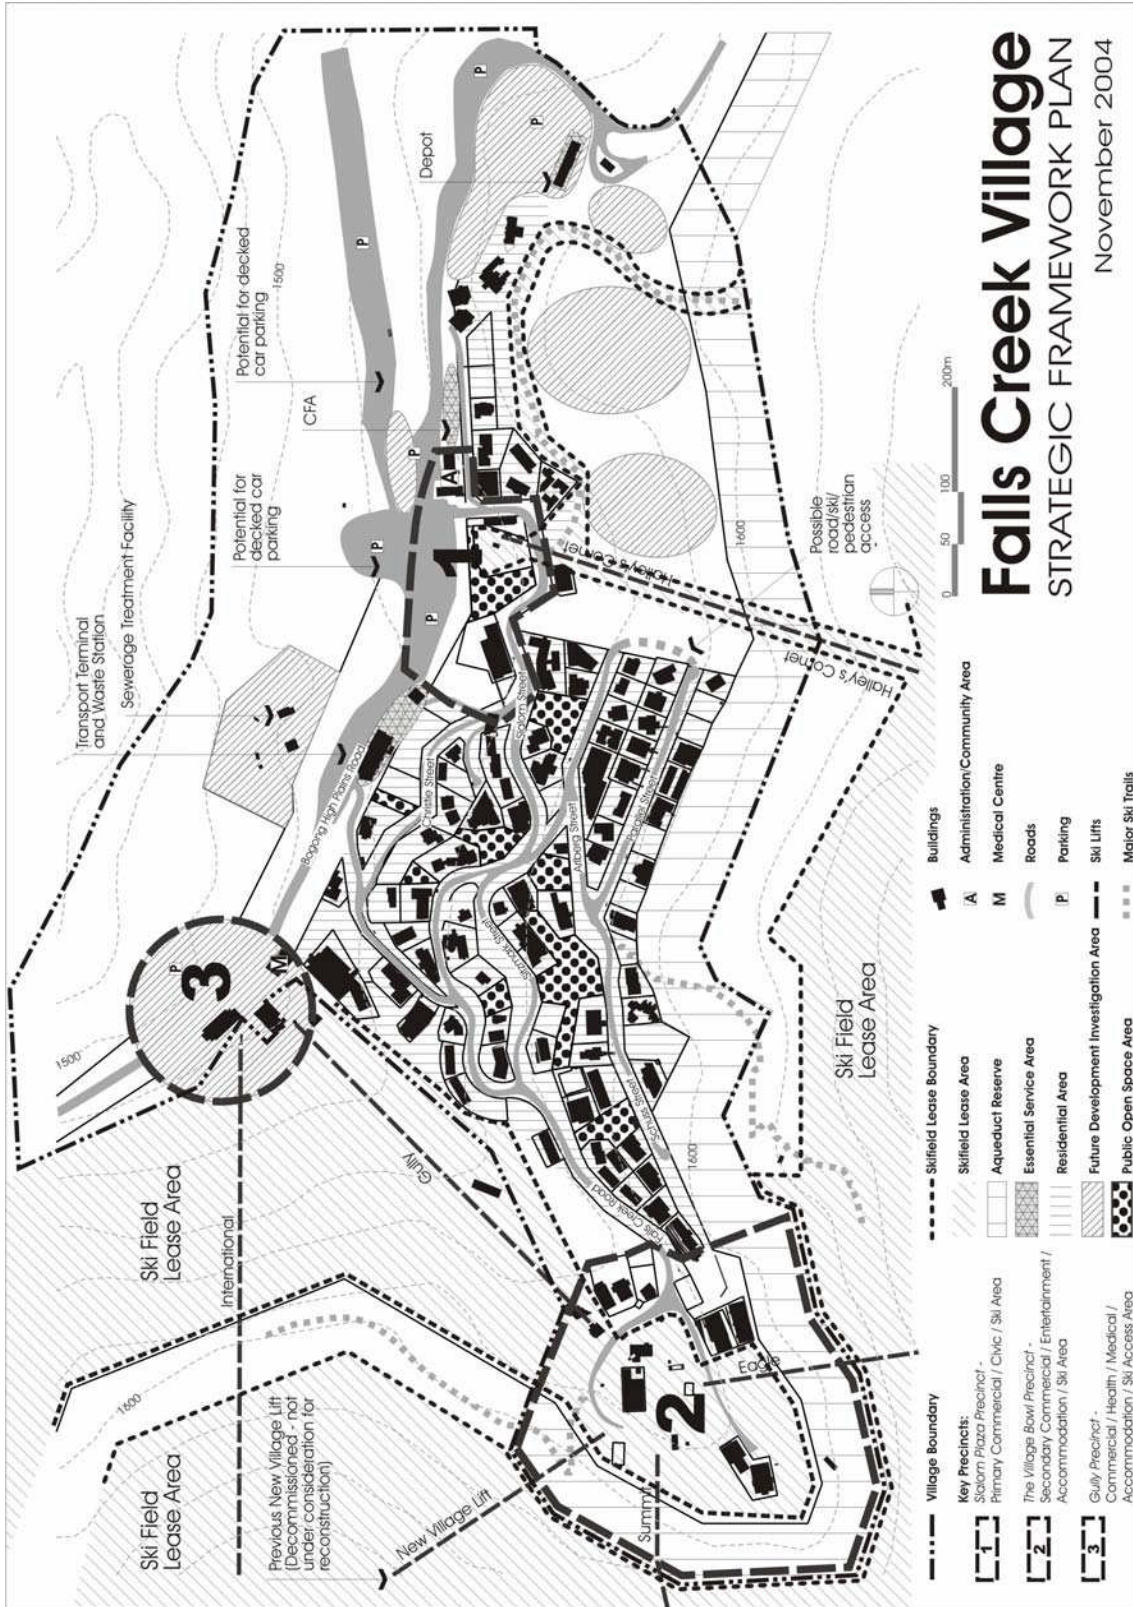 Falls Creek Village
STRATEGIC FRAMEWORK PLAN
November 2004
Transport Terminal
and Waste Station
Sewerage Treatment Facility
Potential for
decked car
parking
CFA
Potential for decked
car parking
Depot
1500
1500
1600
1600
1600
P
P
P
P
P
P
P
A
M
1
2
3
Bogong High Plains Road
Christie Street
Slalom Street
Sitzmark Street
Arlberg Street
Parallel Street
Schuss Street
Falls Creek Road
Halley's Comet
Halley's Comet
Possible
road/ski/
pedestrian
access
Ski Field
Lease Area
Ski Field
Lease Area
Ski Field
Lease Area
International
Gully
Previous New Village Lift
(Decommissioned - not
under consideration for
reconstruction)
New Village Lift
Summit
Eagle
0 50 100 200m
Village Boundary
Key Precincts:
1
Slalom Plaza Precinct -
Primary Commercial / Civic / Ski Area
2
The Village Bowl Precinct -
Secondary Commercial / Entertainment /
Accommodation / Ski Area
3
Gully Precinct -
Commercial / Health / Medical /
Accommodation / Ski Access Area
Skifield Lease Boundary
Skifield Lease Area
Aqueduct Reserve
Essential Service Area
Residential Area
Future Development Investigation Area
Public Open Space Area
Buildings
A Administration/Community Area
M Medical Centre
Roads
P Parking
Ski Lifts
Major Ski Trails